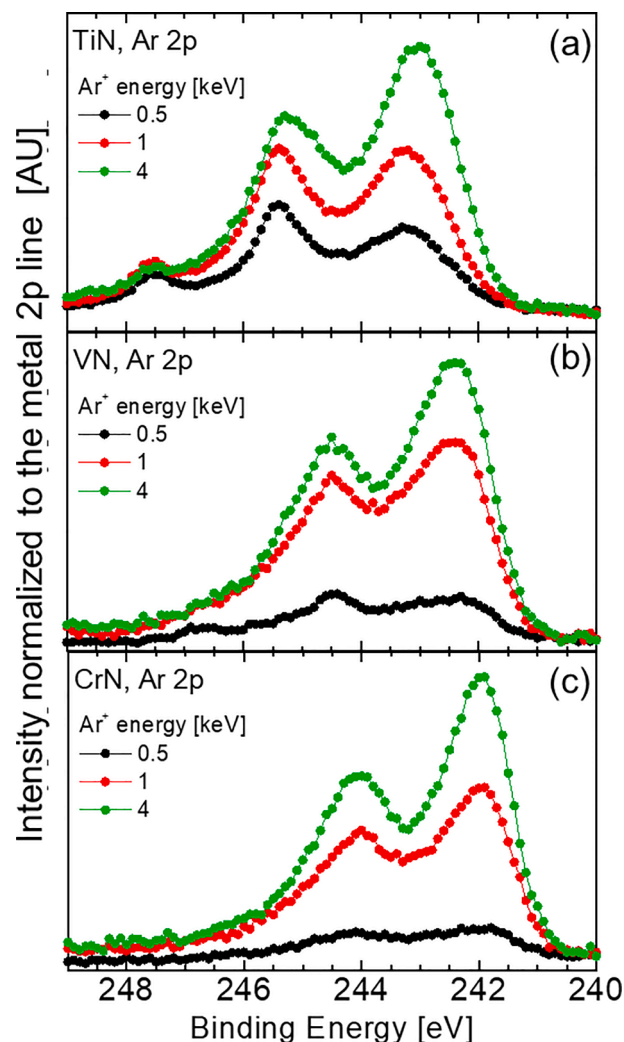 TiN, Ar 2p
(a)
Ar⁺ energy [keV]
0.5
1
4
VN, Ar 2p
(b)
Ar⁺ energy [keV]
0.5
1
4
CrN, Ar 2p
(c)
Ar⁺ energy [keV]
0.5
1
4
Intensity normalized to the metal 2p line [AU]
248 246 244 242 240
Binding Energy [eV]